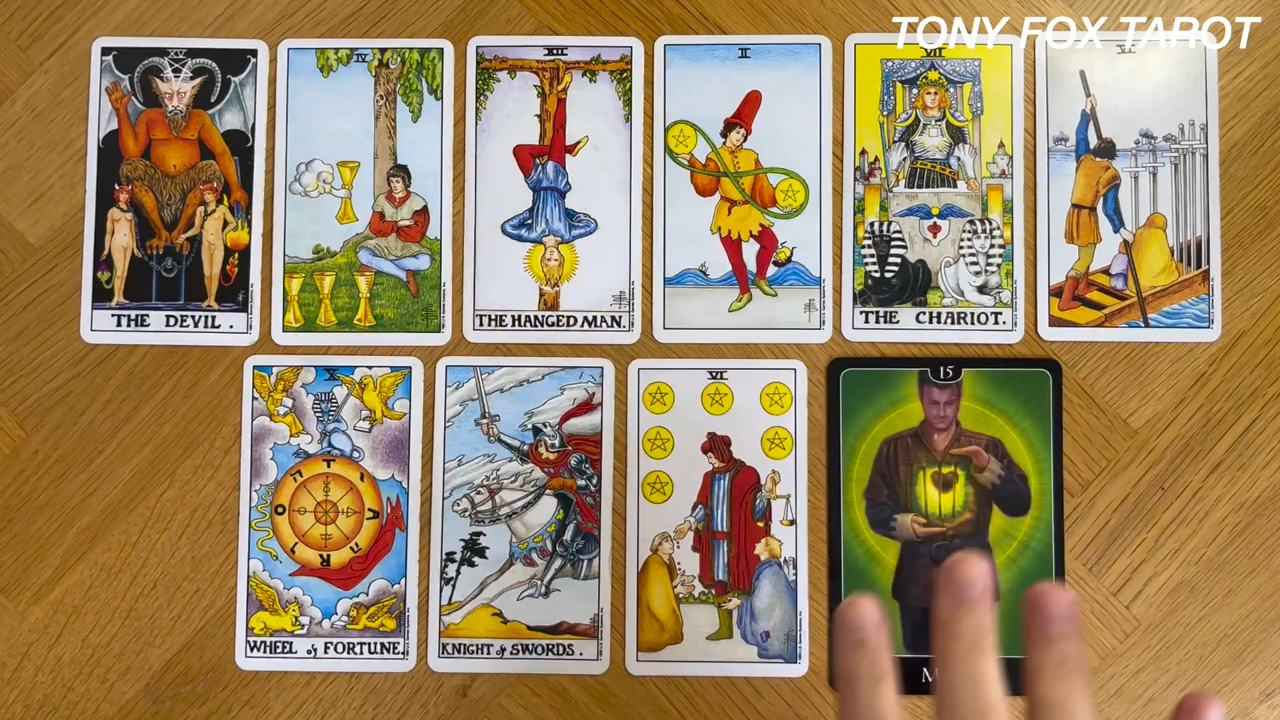 TONY FOX TAROT
XV
IV
XII
II
VII
VI
THE DEVIL.
THE HANGED MAN.
THE CHARIOT.
X
VI
15
T
A
R
O
WHEEL of FORTUNE.
KNIGHT of SWORDS.
M